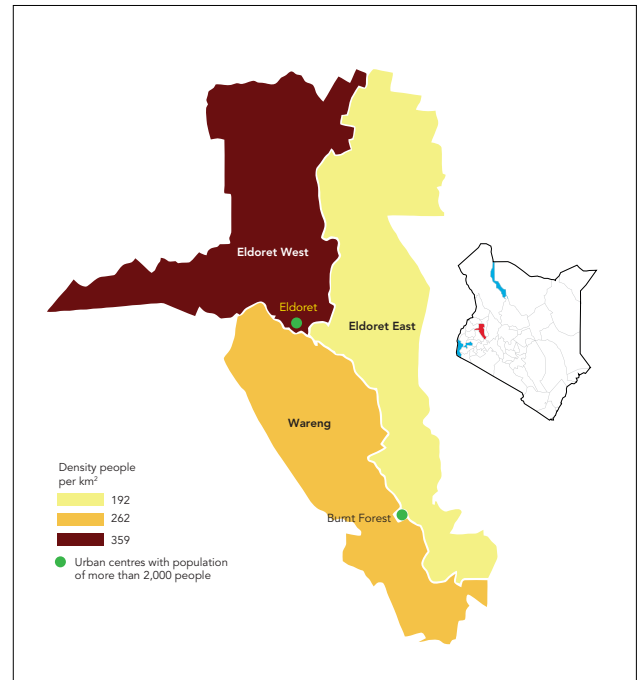 Eldoret West
Eldoret
Eldoret East
Wareng
Burnt Forest
Density people
per km²
192
262
359
Urban centres with population
of more than 2,000 people